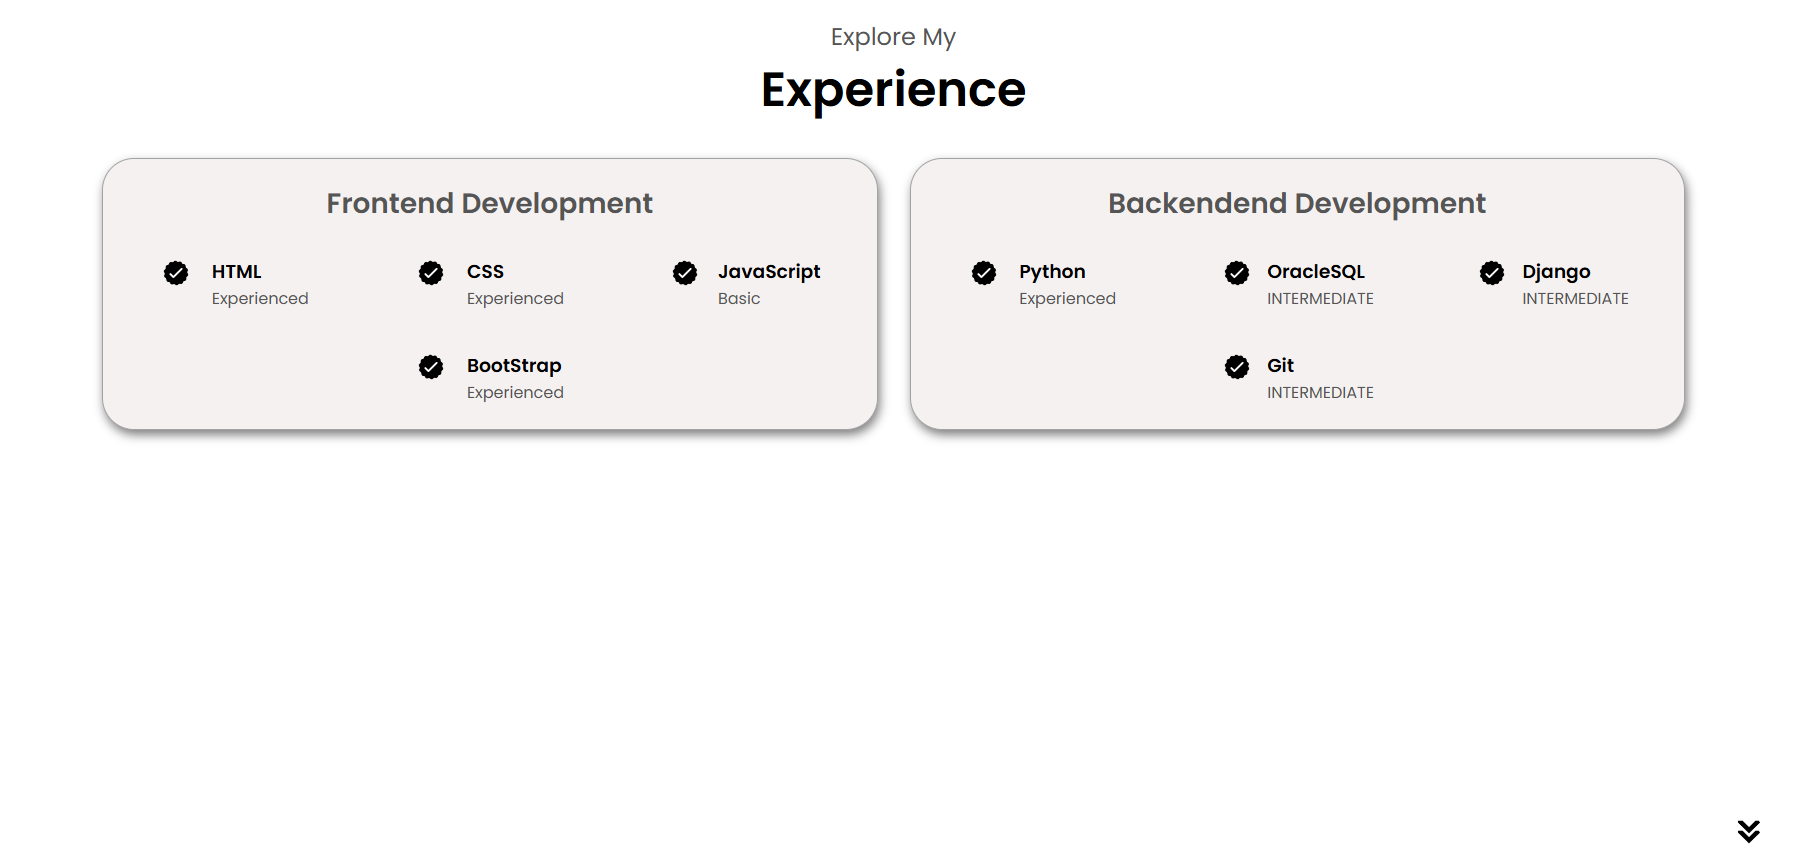 Explore My
Experience
Frontend Development
HTML
Experienced
CSS
Experienced
JavaScript
Basic
BootStrap
Experienced
Backendend Development
Python
Experienced
OracleSQL
INTERMEDIATE
Django
INTERMEDIATE
Git
INTERMEDIATE